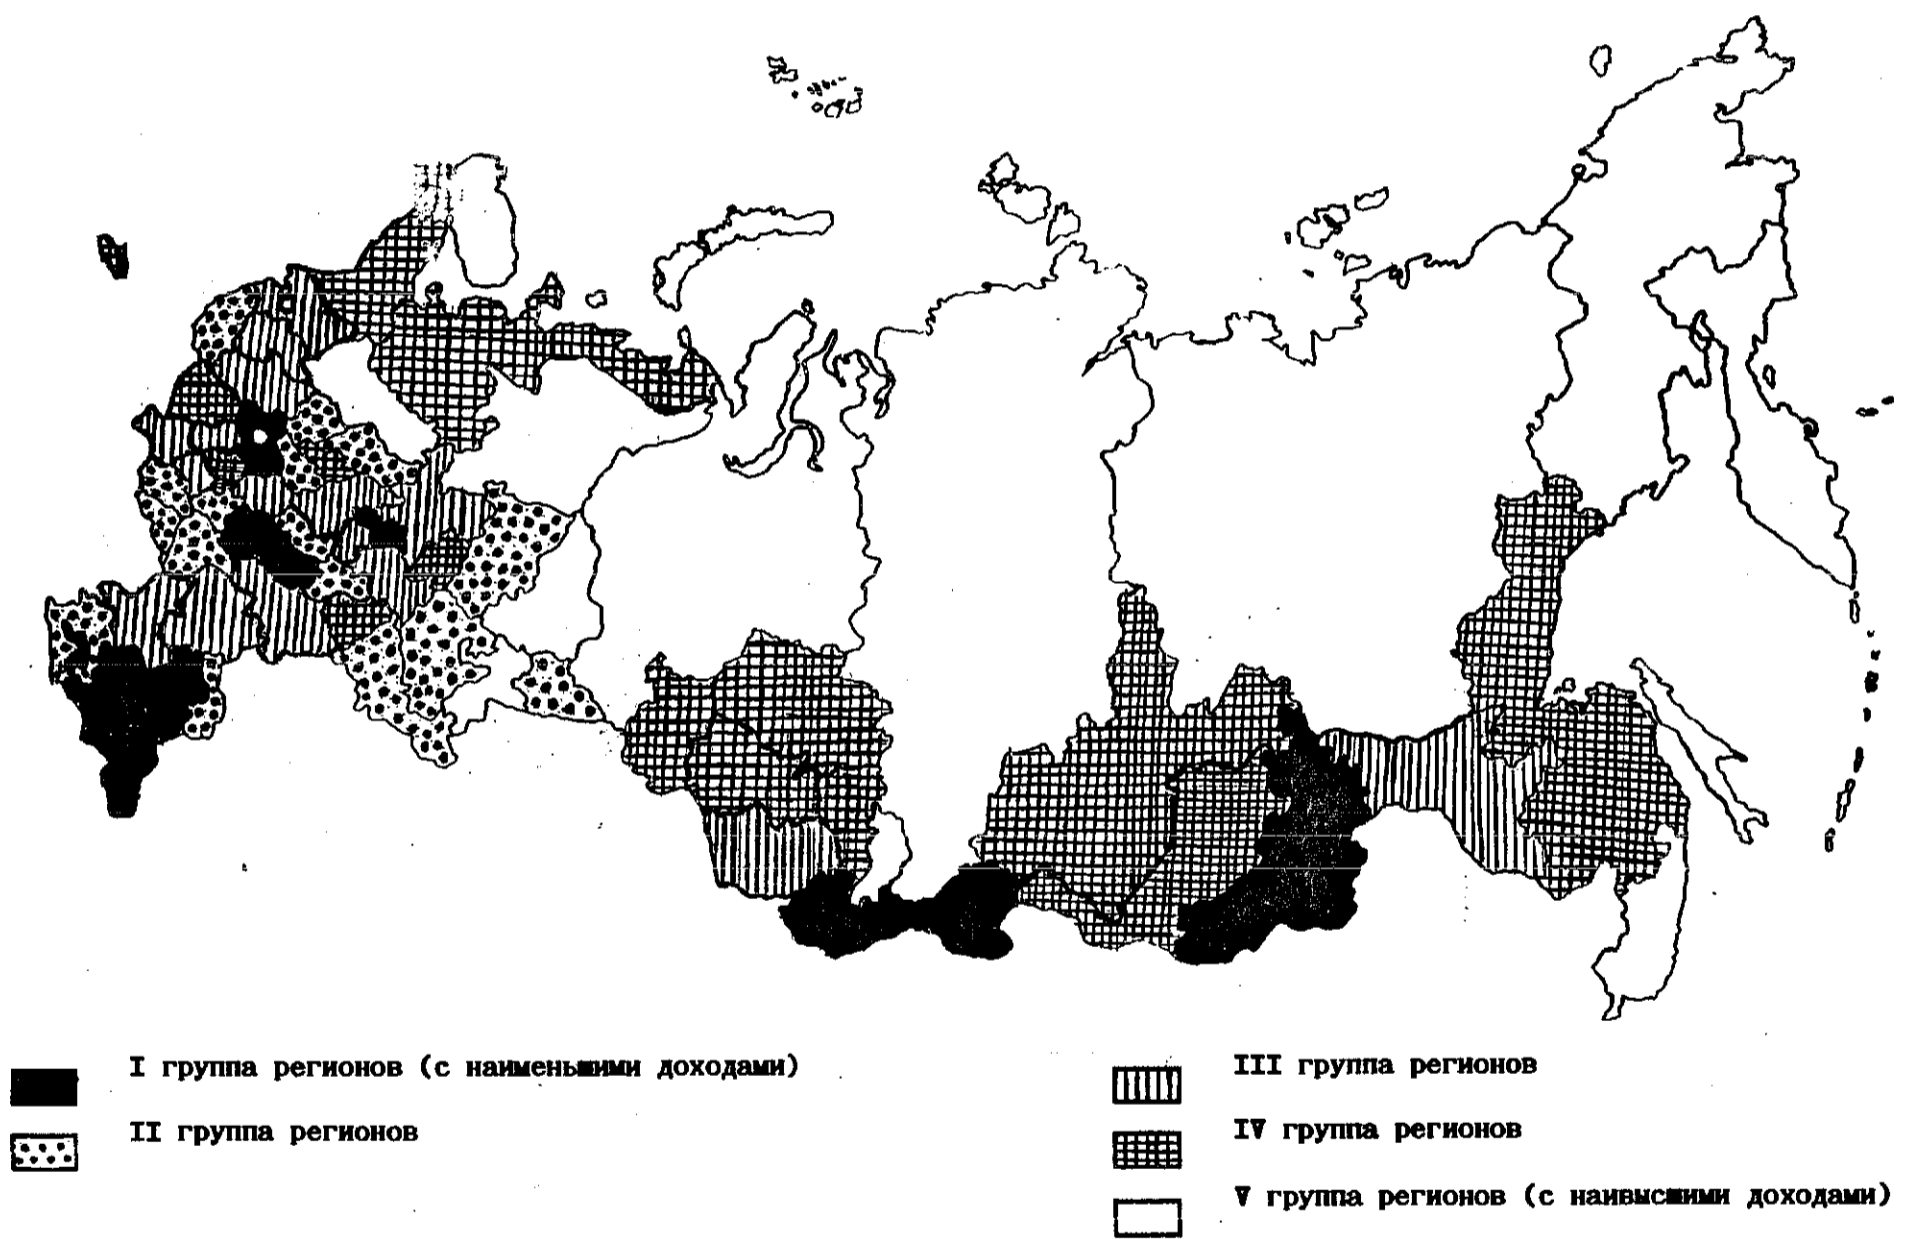 I группа регионов (с наименьшими доходами)
II группа регионов
III группа регионов
IV группа регионов
V группа регионов (с наивысшими доходами)